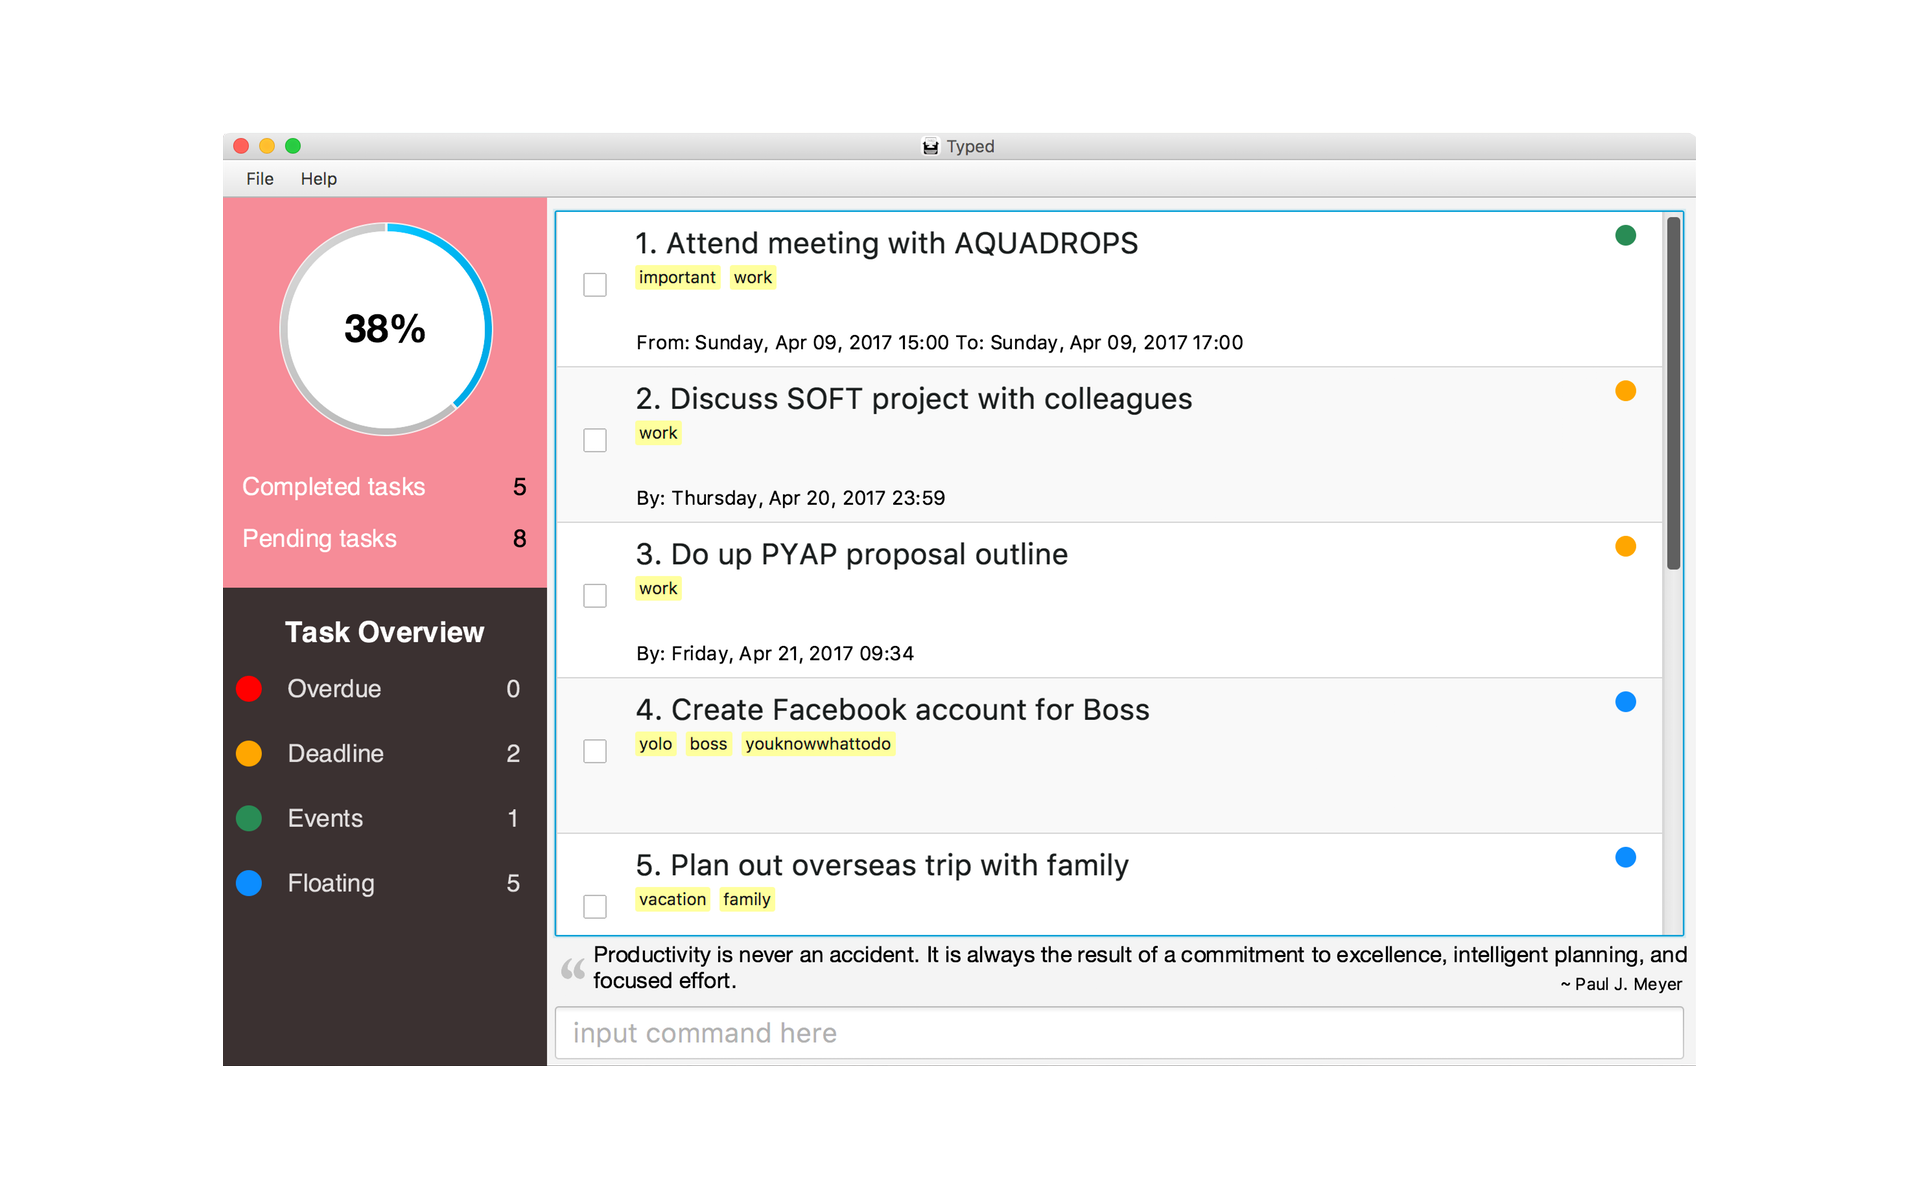 Typed
File Help
38%
Completed tasks 5
Pending tasks 8
Task Overview
Overdue 0
Deadline 2
Events 1
Floating 5
1. Attend meeting with AQUADROPS
important work
From: Sunday, Apr 09, 2017 15:00 To: Sunday, Apr 09, 2017 17:00
2. Discuss SOFT project with colleagues
work
By: Thursday, Apr 20, 2017 23:59
3. Do up PYAP proposal outline
work
By: Friday, Apr 21, 2017 09:34
4. Create Facebook account for Boss
yolo boss youknowwhattodo
5. Plan out overseas trip with family
vacation family
“ Productivity is never an accident. It is always the result of a commitment to excellence, intelligent planning, and
focused effort.
~ Paul J. Meyer
input command here